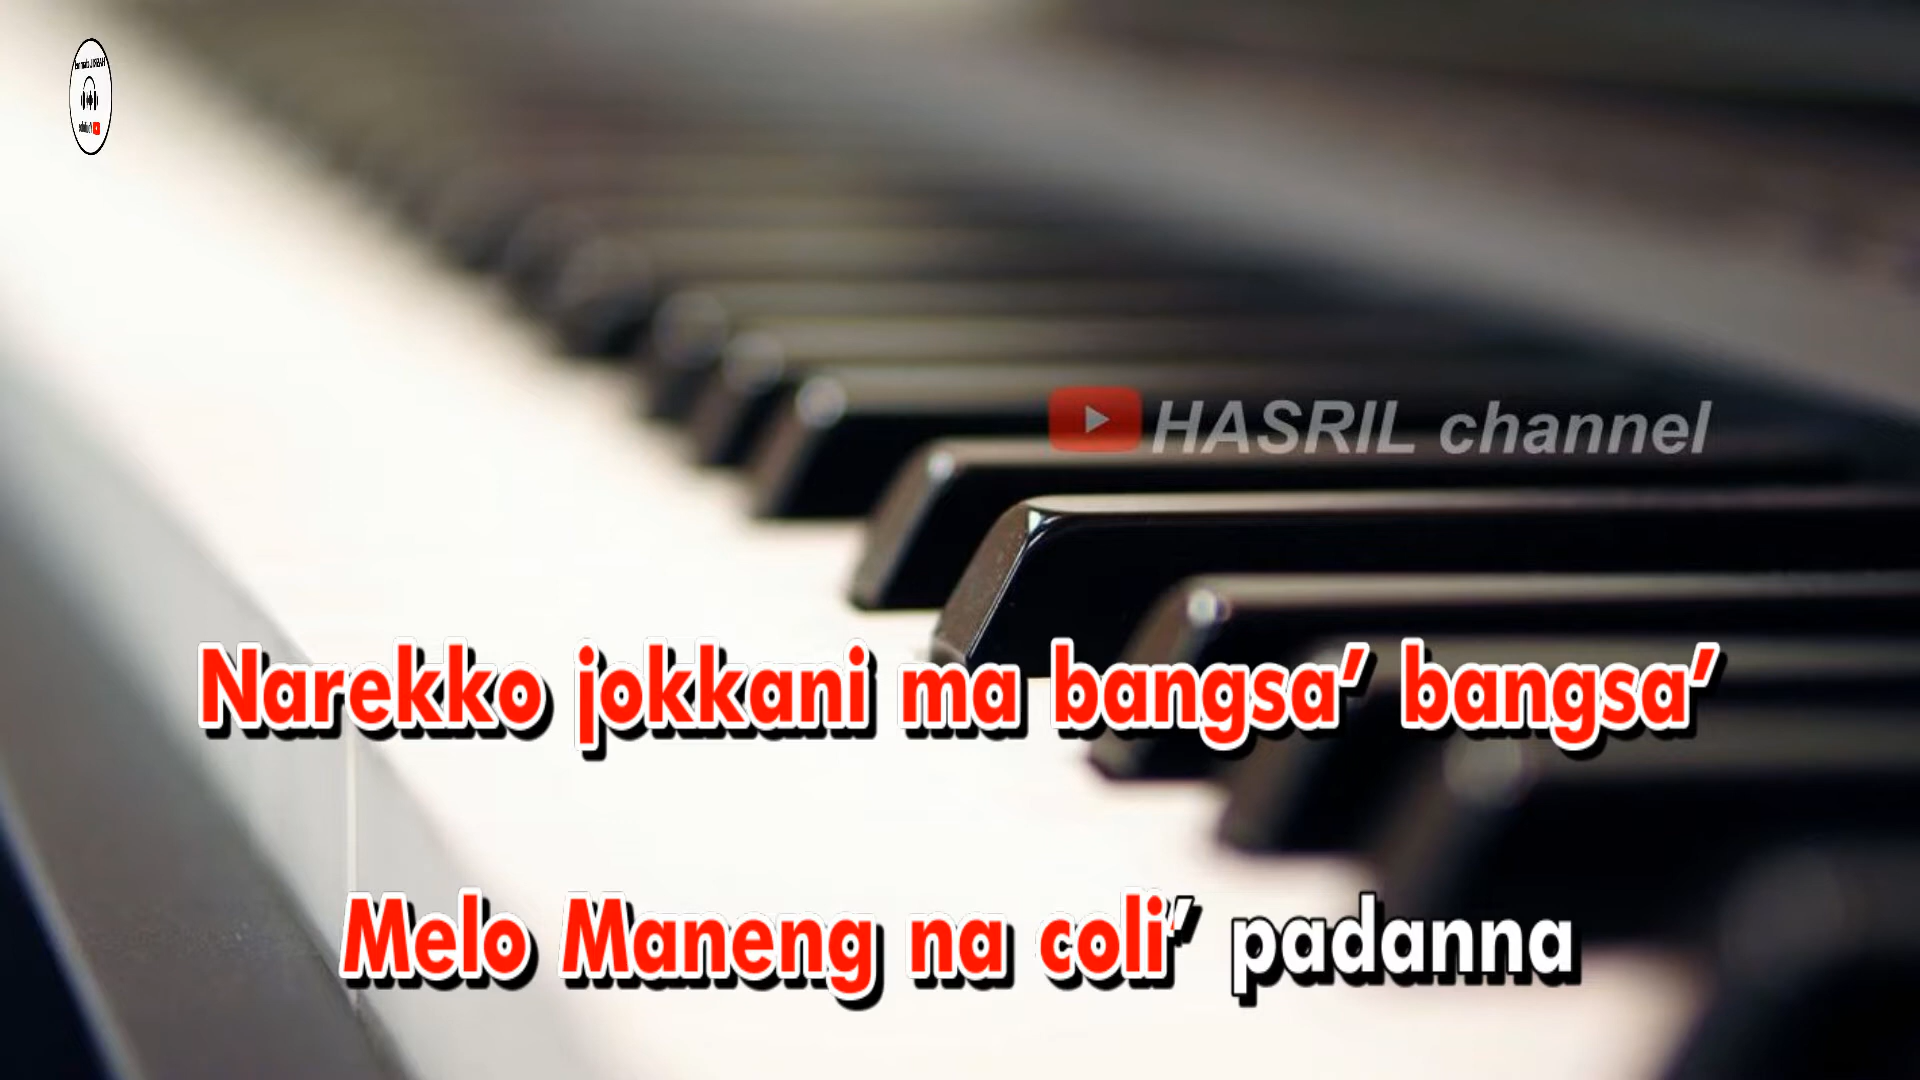 HASRIL channel
Narekko jokkani ma bangsa’ bangsa’
Melo Maneng na coli’ padanna